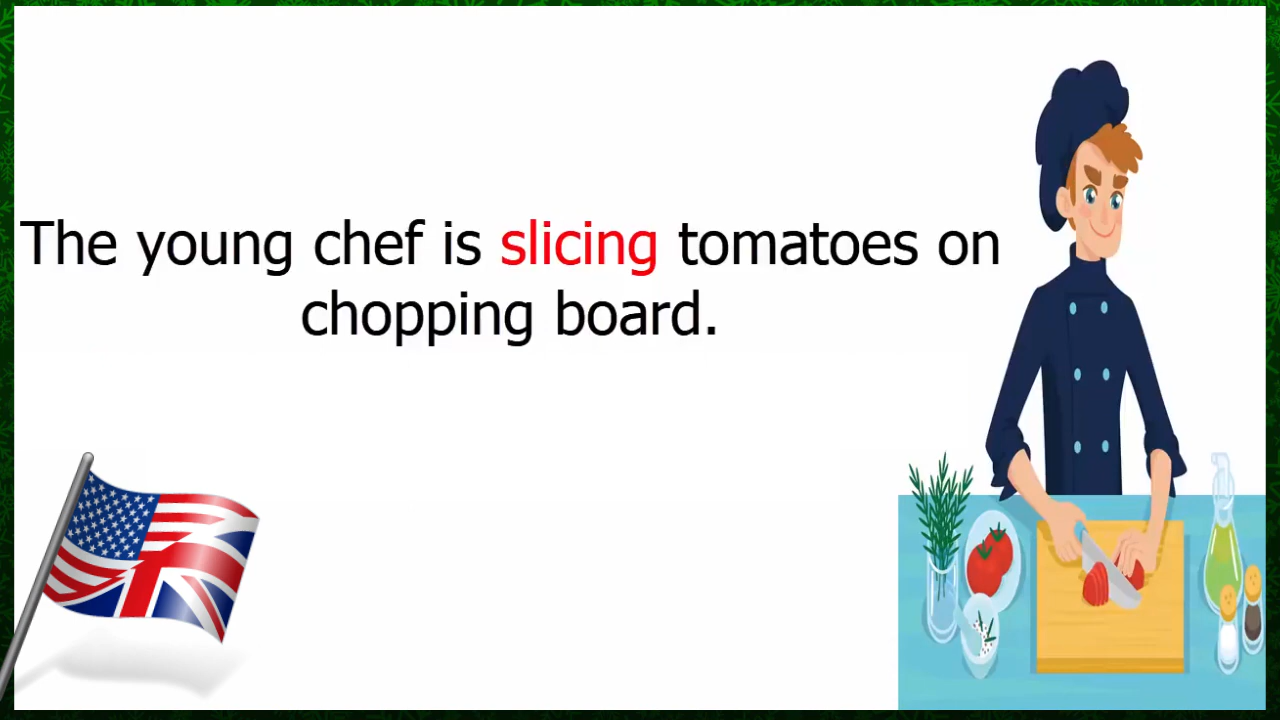 The young chef is slicing tomatoes on
chopping board.